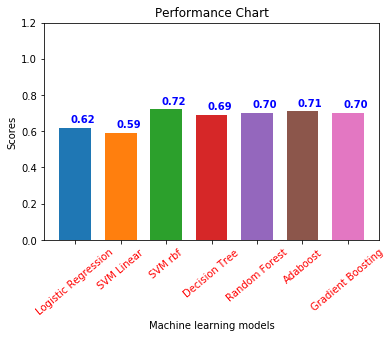 Performance Chart
1.2
1.0
0.8
0.6
0.4
0.2
0.0
Scores
0.62
0.59
0.72
0.69
0.70
0.71
0.70
Logistic Regression
SVM Linear
SVM rbf
Decision Tree
Random Forest
Adaboost
Gradient Boosting
Machine learning models